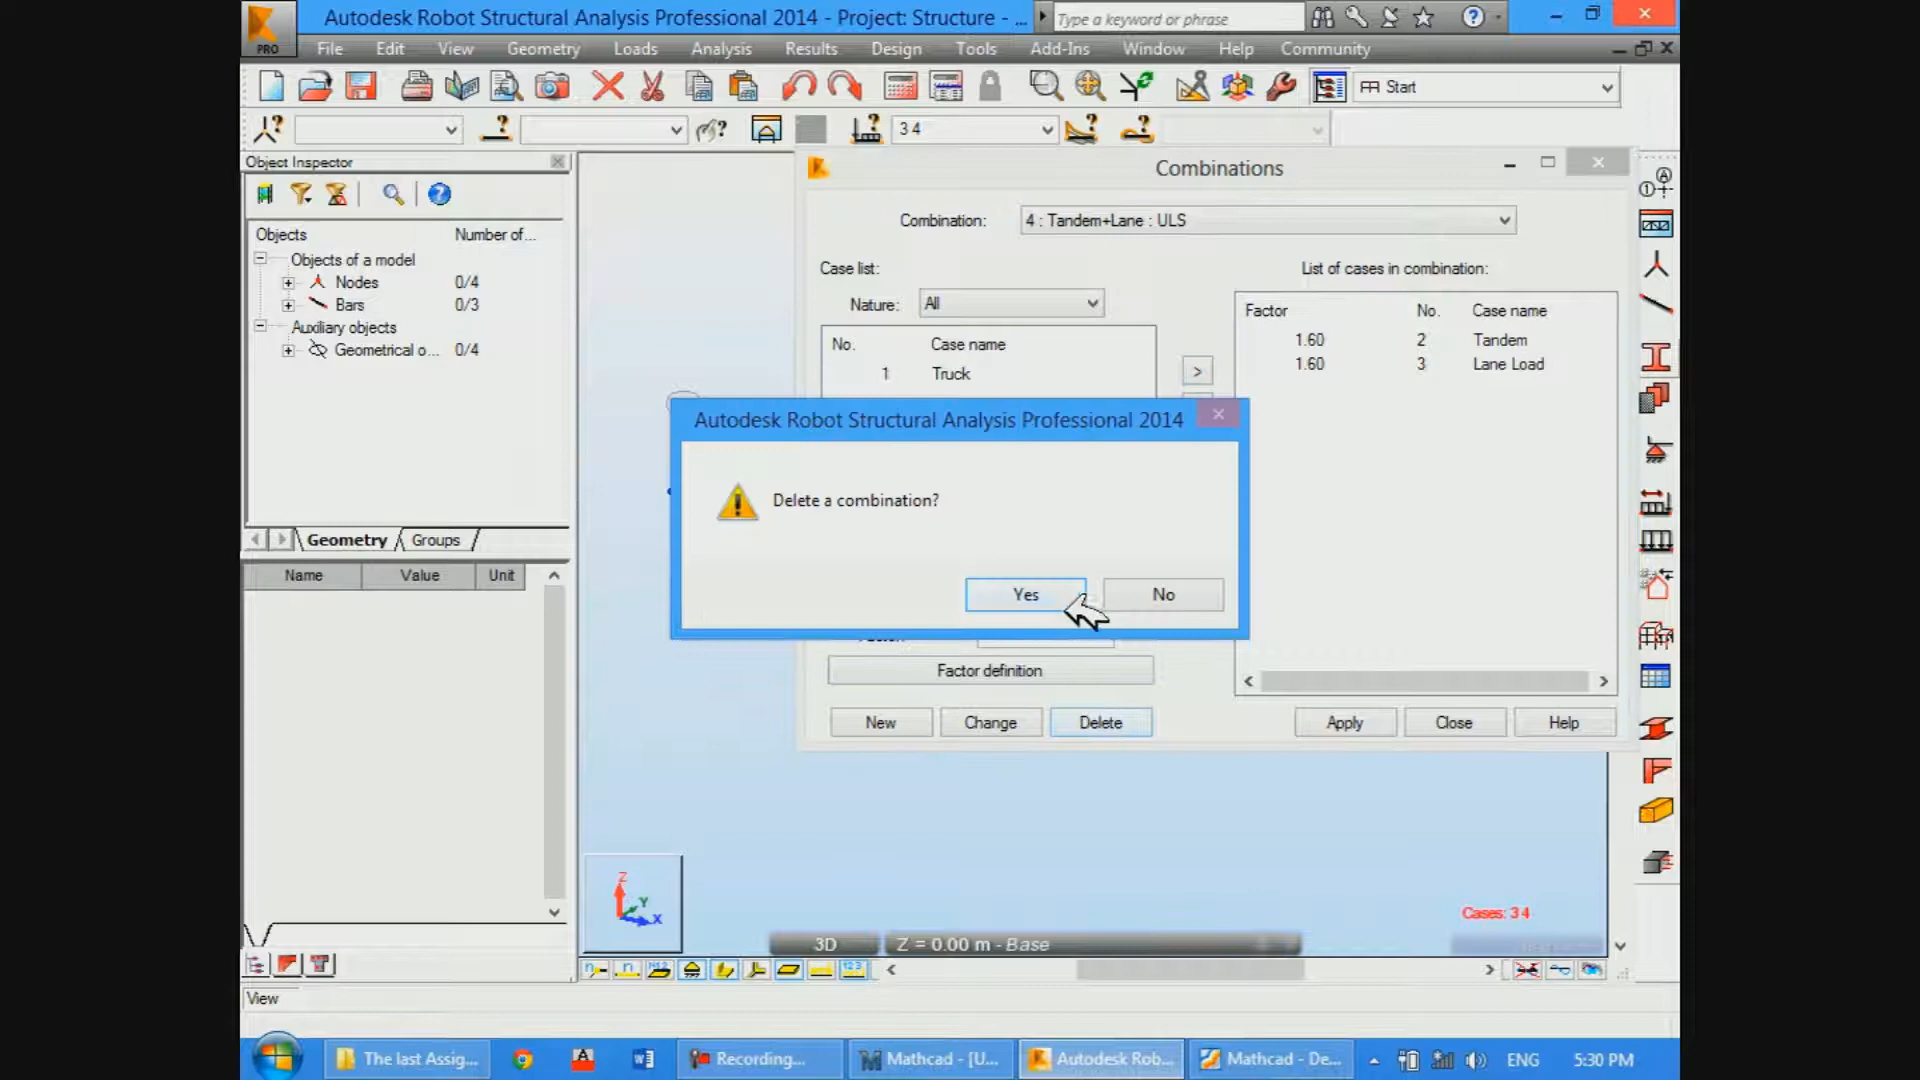 Autodesk Robot Structural Analysis Professional 2014 - Project: Structure - ...
Type a keyword or phrase
PRO
File Edit View Geometry Loads Analysis Results Design Tools Add-Ins Window Help Community
Start
3 4
Object Inspector
Objects Number of...
Objects of a model
Nodes 0/4
Bars 0/3
Auxiliary objects
Geometrical o... 0/4
Geometry Groups
Name Value Unit
Combinations
Combination: 4 : Tandem+Lane : ULS
Case list: List of cases in combination:
Nature: All
No. Case name
1 Truck
>
Factor No. Case name
1.60 2 Tandem
1.60 3 Lane Load
Autodesk Robot Structural Analysis Professional 2014
Delete a combination?
Yes No
Factor definition
New Change Delete Apply Close Help
Z
Y
X
Cases: 3 4
3D Z = 0.00 m - Base
View
The last Assig... Recording... Mathcad - [U... Autodesk Rob... Mathcad - De... ENG 5:30 PM